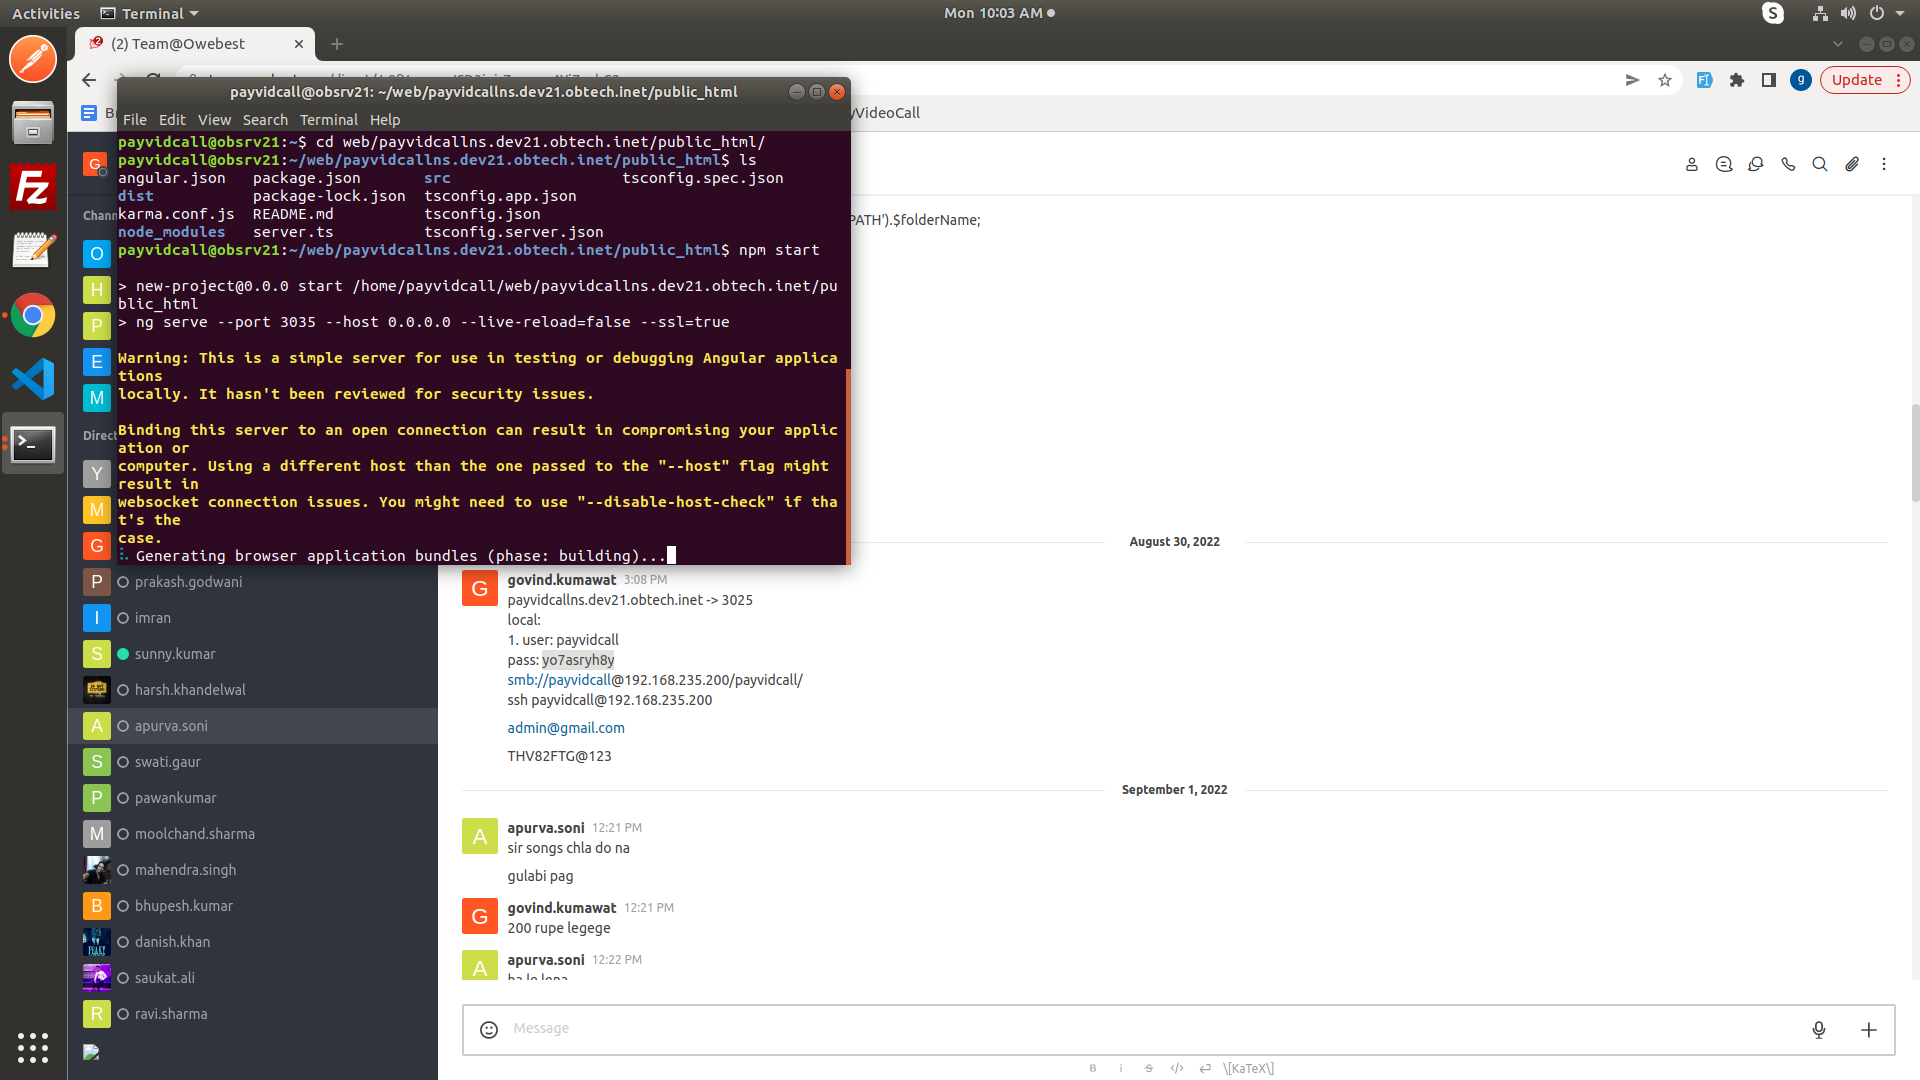 Activities
Terminal
Mon 10:03 AM
S
(2) Team@Owebest
Update
g
yVideoCall
payvidcall@obsrv21: ~/web/payvidcallns.dev21.obtech.inet/public_html
File Edit View Search Terminal Help
payvidcall@obsrv21:~$ cd web/payvidcallns.dev21.obtech.inet/public_html/
payvidcall@obsrv21:~/web/payvidcallns.dev21.obtech.inet/public_html$ ls
angular.json package.json src tsconfig.spec.json
dist package-lock.json tsconfig.app.json
karma.conf.js README.md tsconfig.json
node_modules server.ts tsconfig.server.json
payvidcall@obsrv21:~/web/payvidcallns.dev21.obtech.inet/public_html$ npm start
> new-project@0.0.0 start /home/payvidcall/web/payvidcallns.dev21.obtech.inet/pu
blic_html
> ng serve --port 3035 --host 0.0.0.0 --live-reload=false --ssl=true
Warning: This is a simple server for use in testing or debugging Angular applica
tions
locally. It hasn't been reviewed for security issues.
Binding this server to an open connection can result in compromising your applic
ation or
computer. Using a different host than the one passed to the "--host" flag might
result in
websocket connection issues. You might need to use "--disable-host-check" if tha
t's the
case.
Generating browser application bundles (phase: building)...
G
Chann
O
H
P
E
M
Direct
Y
M
G
P prakash.godwani
I imran
S sunny.kumar
harsh.khandelwal
A apurva.soni
S swati.gaur
P pawankumar
M moolchand.sharma
mahendra.singh
B bhupesh.kumar
danish.khan
saukat.ali
R ravi.sharma
PATH').$folderName;
August 30, 2022
G
govind.kumawat 3:08 PM
payvidcallns.dev21.obtech.inet -> 3025
local:
1. user: payvidcall
pass: yo7asryh8y
smb://payvidcall@192.168.235.200/payvidcall/
ssh payvidcall@192.168.235.200
admin@gmail.com
THV82FTG@123
September 1, 2022
A
apurva.soni 12:21 PM
sir songs chla do na
gulabi pag
G
govind.kumawat 12:21 PM
200 rupe legege
A
apurva.soni 12:22 PM
Message
B i S </> \[KaTeX\]